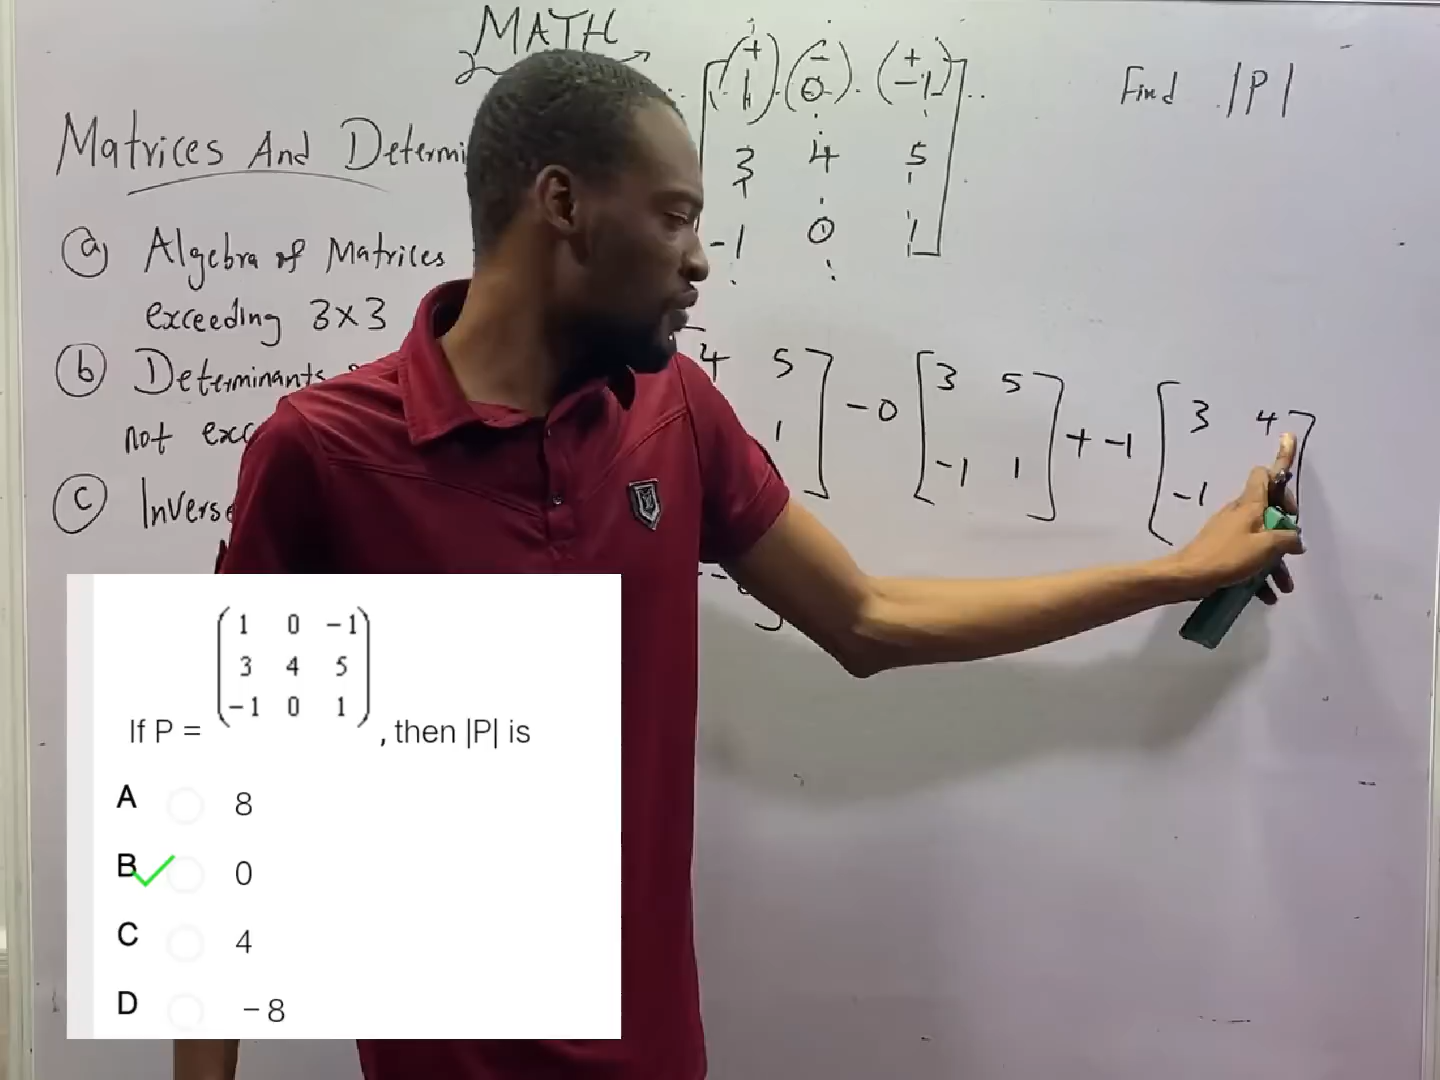 MATH
Matrices And Determi
a Algebra of Matrices
exceeding 3x3
b Determinants
not exc
c Inverse
+ - +
1 0 -1
3 4 5
-1 0 1
Find |P|
4 5
1
-0
3 5
-1 1
+ -1
3 4
-1
If P =
1 0 -1
3 4 5
-1 0 1
, then |P| is
A 8
B 0
C 4
D -8